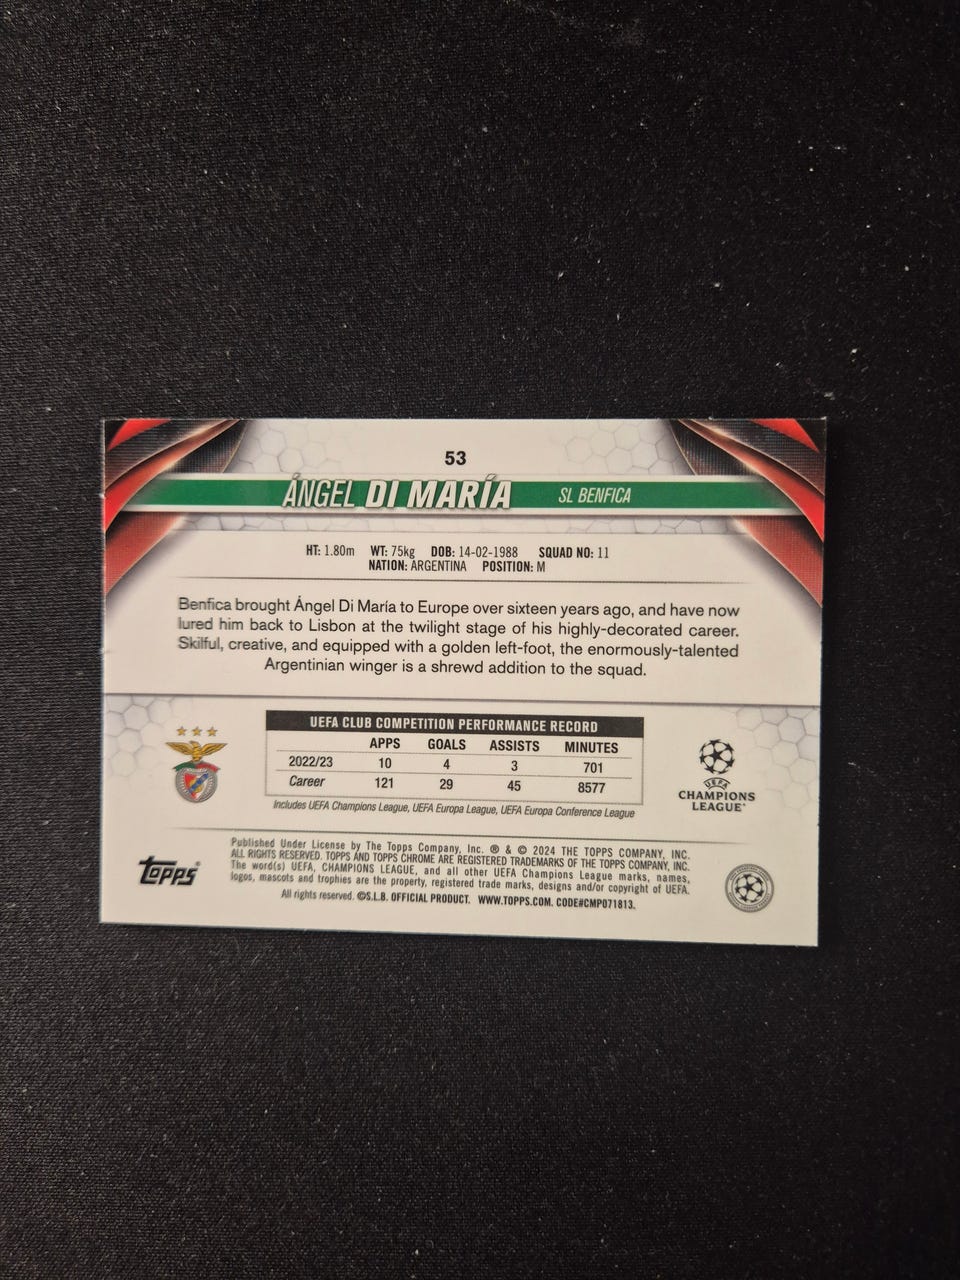 53
ÁNGEL DI MARÍA SL BENFICA
HT: 1.80m WT: 75kg DOB: 14-02-1988 SQUAD NO: 11
NATION: ARGENTINA POSITION: M
Benfica brought Ángel Di María to Europe over sixteen years ago, and have now
lured him back to Lisbon at the twilight stage of his highly-decorated career.
Skilful, creative, and equipped with a golden left-foot, the enormously-talented
Argentinian winger is a shrewd addition to the squad.
UEFA CLUB COMPETITION PERFORMANCE RECORD
APPS GOALS ASSISTS MINUTES
2022/23 10 4 3 701
Career 121 29 45 8577
Includes UEFA Champions League, UEFA Europa League, UEFA Europa Conference League
UEFA
CHAMPIONS
LEAGUE
Topps®
Published Under License by The Topps Company, Inc. ® & © 2024 THE TOPPS COMPANY, INC.
ALL RIGHTS RESERVED. TOPPS AND TOPPS CHROME ARE REGISTERED TRADEMARKS OF THE TOPPS COMPANY, INC.
The word(s) UEFA, CHAMPIONS LEAGUE, and all other UEFA Champions League marks, names,
logos, mascots and trophies are the property, registered trade marks, designs and/or copyright of UEFA.
All rights reserved. ©S.L.B. OFFICIAL PRODUCT. WWW.TOPPS.COM. CODE#CMP071813.